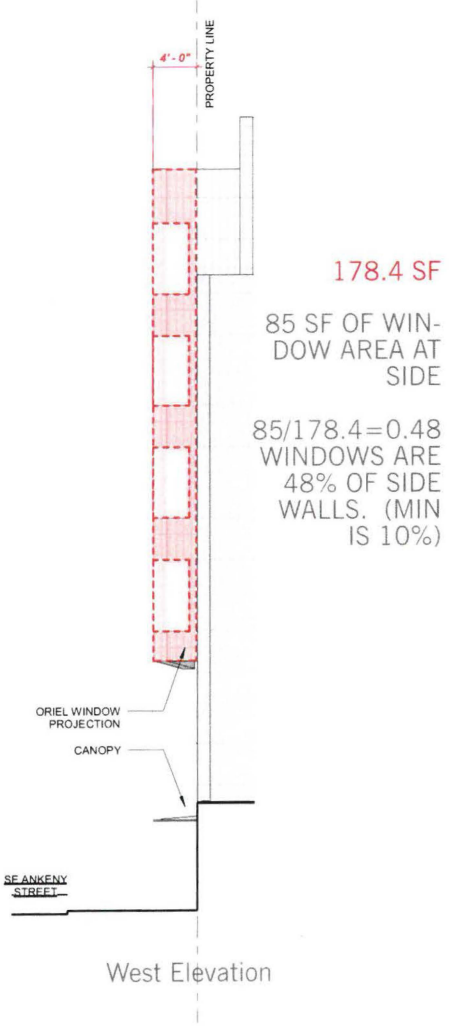 4'-0"
PROPERTY LINE
178.4 SF
85 SF OF WIN-
DOW AREA AT
SIDE
85/178.4=0.48
WINDOWS ARE
48% OF SIDE
WALLS. (MIN
IS 10%)
ORIEL WINDOW
PROJECTION
CANOPY
SE ANKENY
STREET
West Elevation